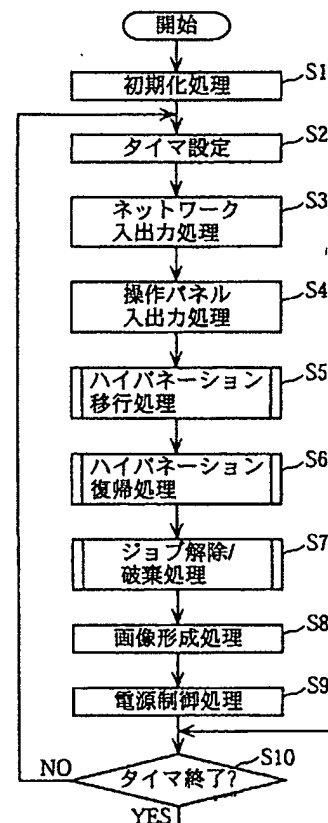 開始
初期化処理
S1
タイマ設定
S2
ネットワーク
入出力処理
S3
操作パネル
入出力処理
S4
ハイバネーション
移行処理
S5
ハイバネーション
復帰処理
S6
ジョブ解除/
破棄処理
S7
画像形成処理
S8
電源制御処理
S9
タイマ終了?
S10
NO
YES